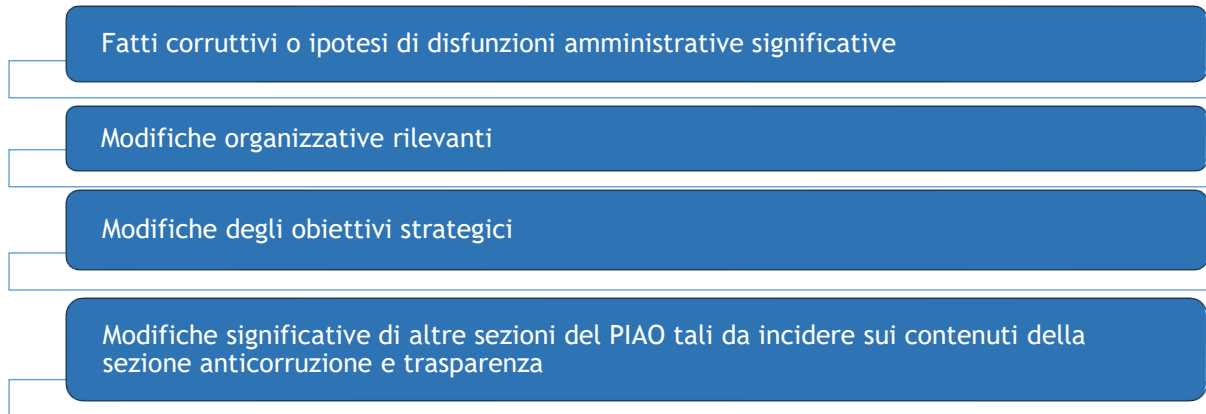 Fatti corruttivi o ipotesi di disfunzioni amministrative significative
Modifiche organizzative rilevanti
Modifiche degli obiettivi strategici
Modifiche significative di altre sezioni del PIAO tali da incidere sui contenuti della
sezione anticorruzione e trasparenza